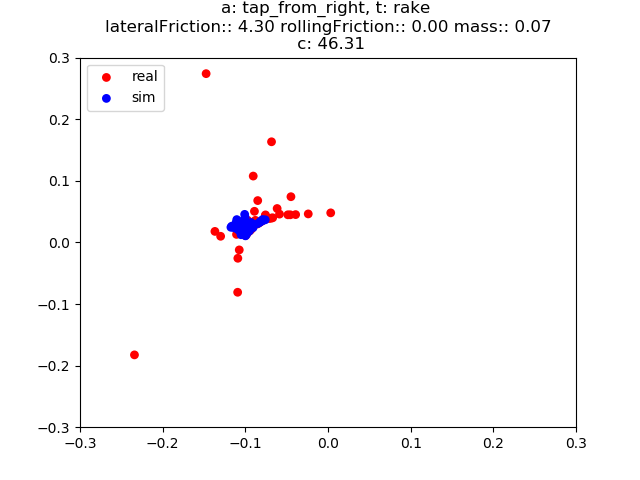 a: tap_from_right, t: rake
lateralFriction:: 4.30 rollingFriction:: 0.00 mass:: 0.07
c: 46.31
real
sim
0.3
0.2
0.1
0.0
−0.1
−0.2
−0.3
−0.3 −0.2 −0.1 0.0 0.1 0.2 0.3